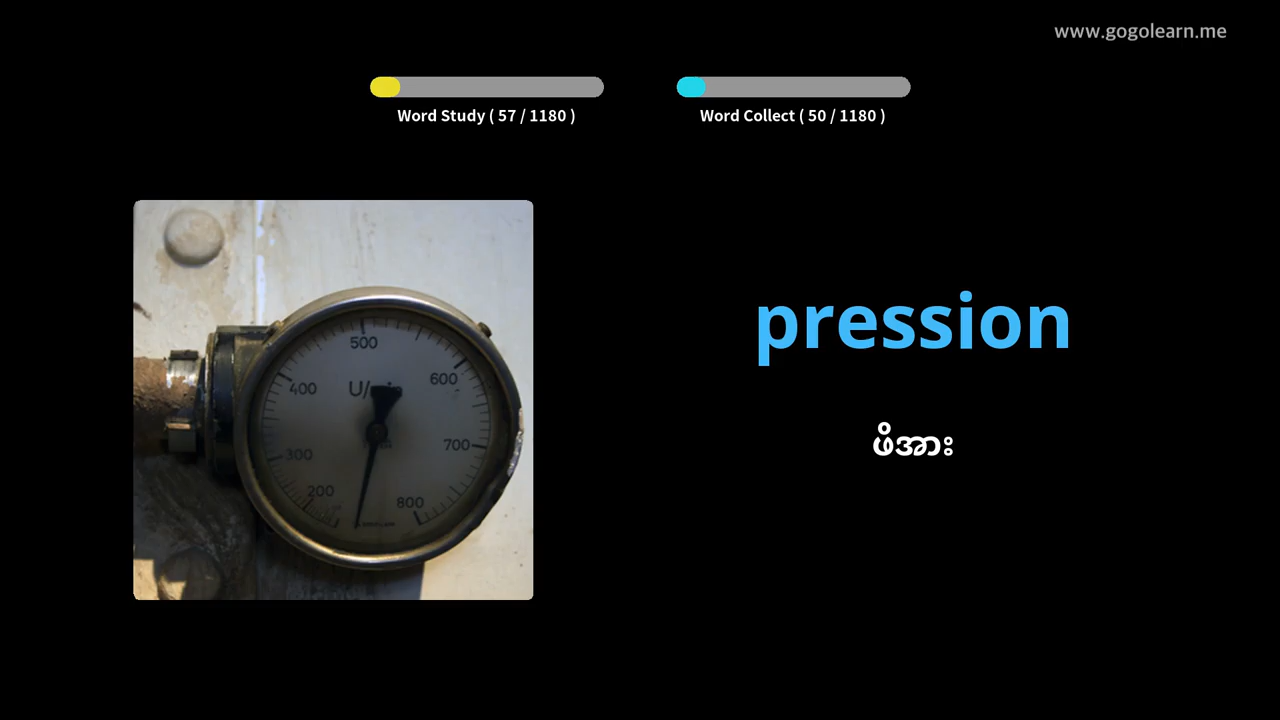 www.gogolearn.me
Word Study ( 57 / 1180 )
Word Collect ( 50 / 1180 )
500
400
600
U/min
300
700
200
800
pression
ဖိအား